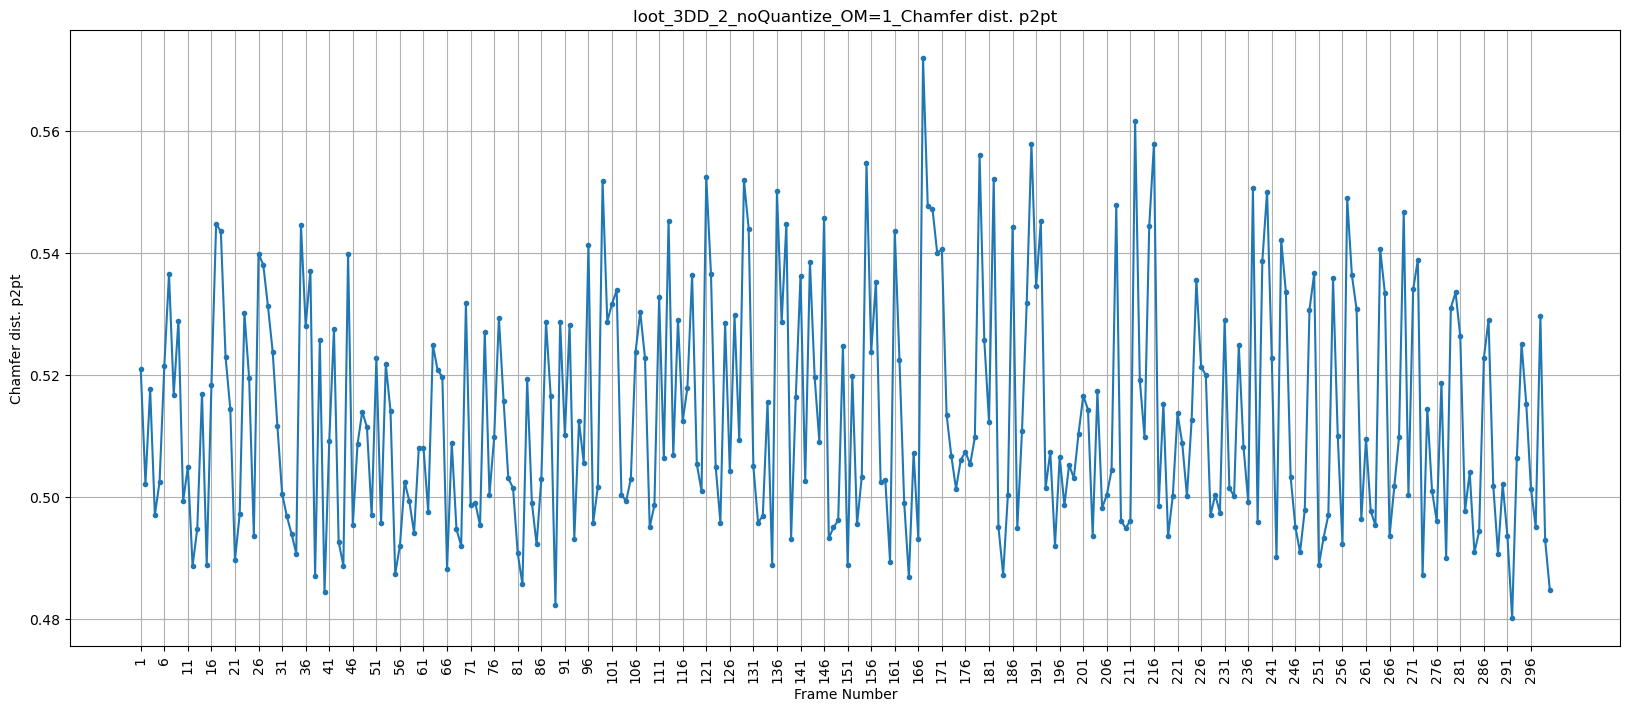 loot_3DD_2_noQuantize_OM=1_Chamfer dist. p2pt
Chamfer dist. p2pt
0.56
0.54
0.52
0.50
0.48
1 6 11 16 21 26 31 36 41 46 51 56 61 66 71 76 81 86 91 96 101 106 111 116 121 126 131 136 141 146 151 156 161 166 171 176 181 186 191 196 201 206 211 216 221 226 231 236 241 246 251 256 261 266 271 276 281 286 291 296
Frame Number